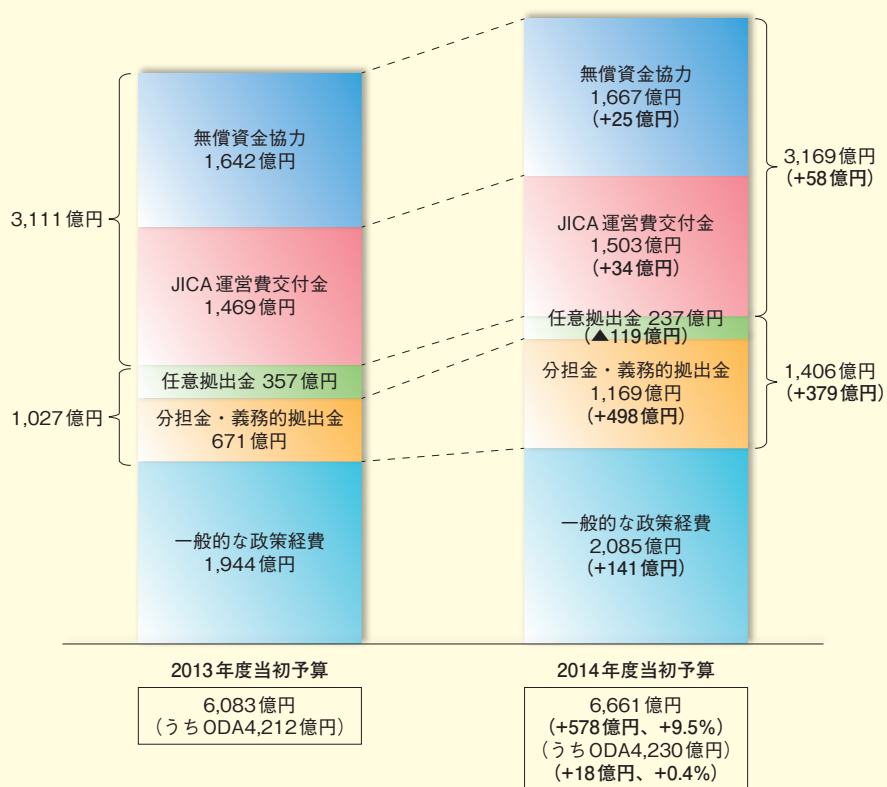 無償資金協力
1,642億円
3,111億円
JICA運営費交付金
1,469億円
任意拠出金 357億円
1,027億円
分担金・義務的拠出金
671億円
一般的な政策経費
1,944億円
2013年度当初予算
6,083億円
(うちODA4,212億円)
無償資金協力
1,667億円
(+25億円)
3,169億円
(+58億円)
JICA運営費交付金
1,503億円
(+34億円)
任意拠出金 237億円
(▲119億円)
分担金・義務的拠出金
1,169億円
(+498億円)
1,406億円
(+379億円)
一般的な政策経費
2,085億円
(+141億円)
2014年度当初予算
6,661億円
(+578億円、+9.5%)
(うちODA4,230億円)
(+18億円、+0.4%)